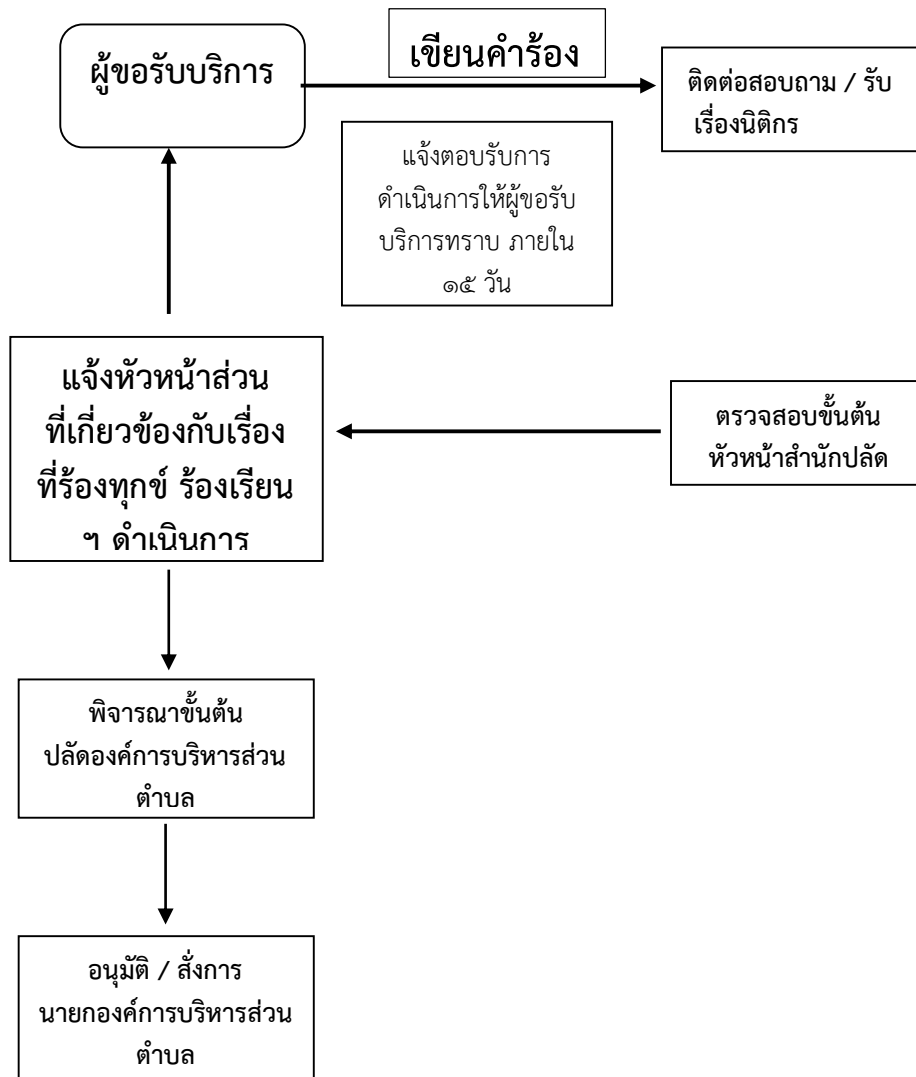 ผู้ขอรับบริการ
เขียนคำร้อง
ติดต่อสอบถาม / รับ
เรื่องนิติกร
แจ้งตอบรับการ
ดำเนินการให้ผู้ขอรับ
บริการทราบ ภายใน
๑๕ วัน
แจ้งหัวหน้าส่วน
ที่เกี่ยวข้องกับเรื่อง
ที่ร้องทุกข์ ร้องเรียน
ฯ ดำเนินการ
ตรวจสอบขั้นต้น
หัวหน้าสำนักปลัด
พิจารณาขั้นต้น
ปลัดองค์การบริหารส่วน
ตำบล
อนุมัติ / สั่งการ
นายกองค์การบริหารส่วน
ตำบล